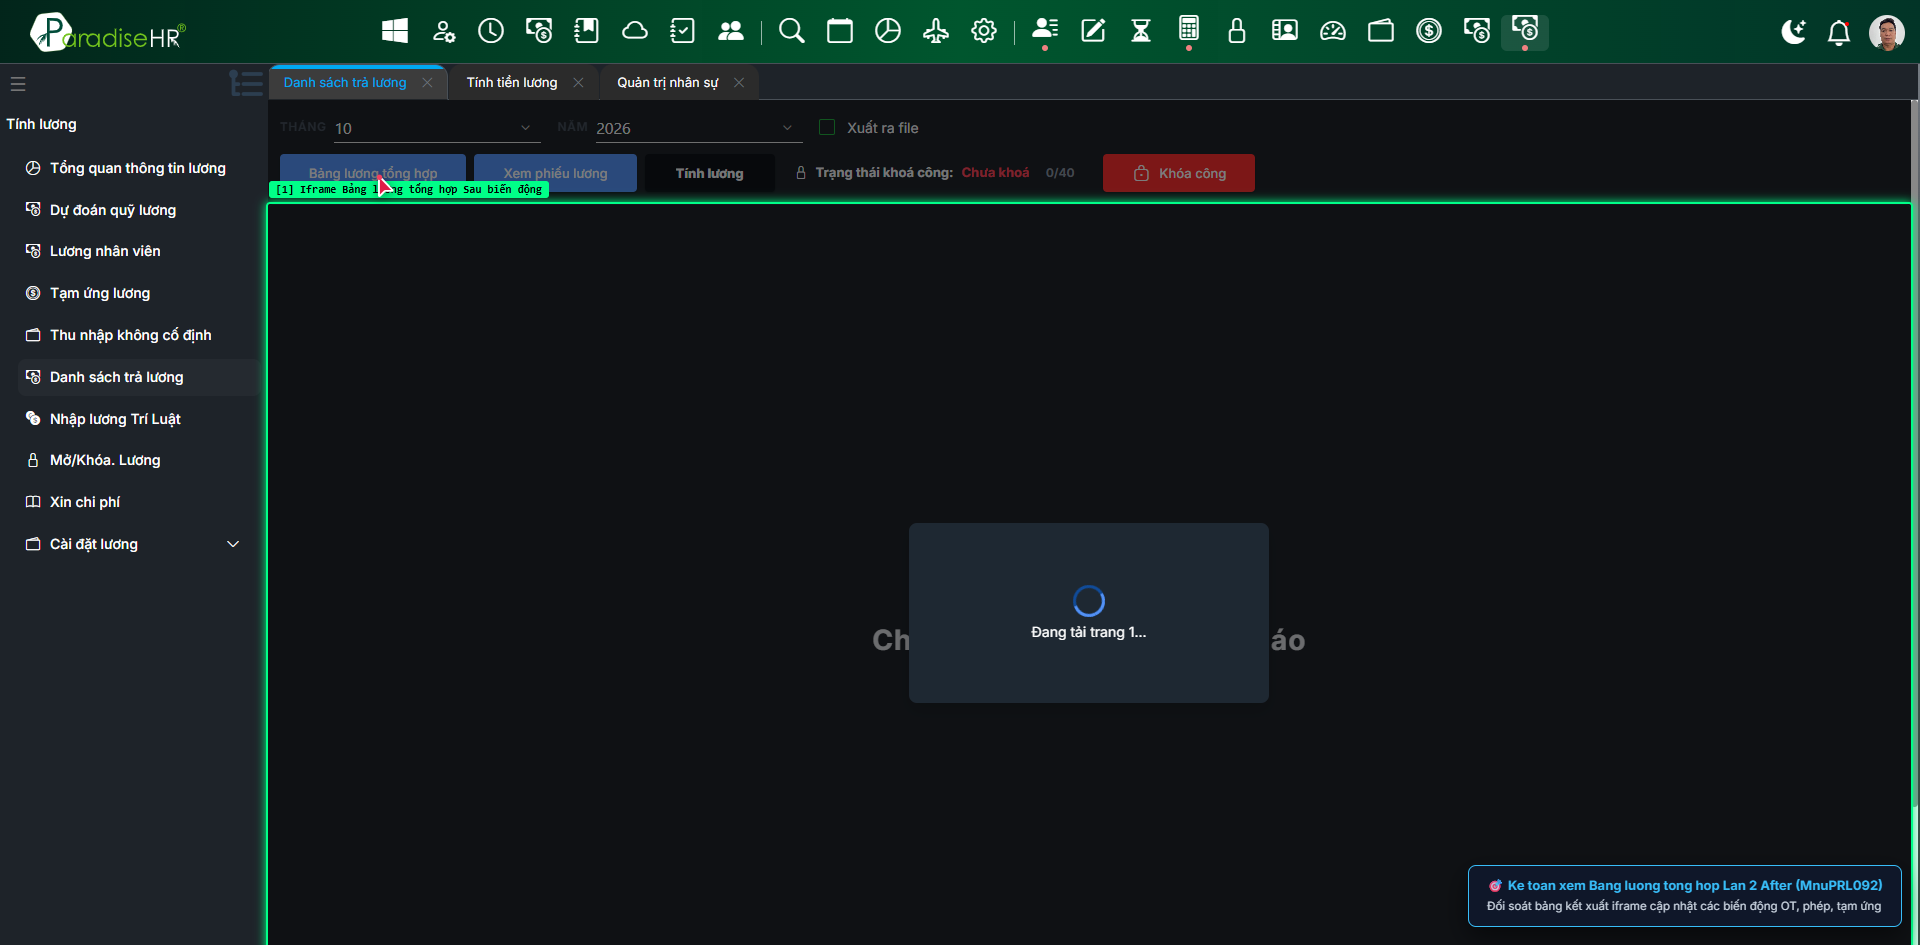 ParadiseHR®
Tính lương
Tổng quan thông tin lương
Dự đoán quỹ lương
Lương nhân viên
Tạm ứng lương
Thu nhập không cố định
Danh sách trả lương
Nhập lương Trí Luật
Mở/Khóa. Lương
Xin chi phí
Cài đặt lương
Danh sách trả lương
Tính tiền lương
Quản trị nhân sự
THÁNG 10 NĂM 2026 Xuất ra file
Bảng lương tổng hợp Xem phiếu lương Tính lương Trạng thái khoá công: Chưa khoá 0/40 Khóa công
[1] Iframe Bảng lương tổng hợp Sau biến động
Đang tải trang 1...
Ch áo
Ke toan xem Bang luong tong hop Lan 2 After (MnuPRL092)
Đối soát bảng kết xuất iframe cập nhật các biến động OT, phép, tạm ứng